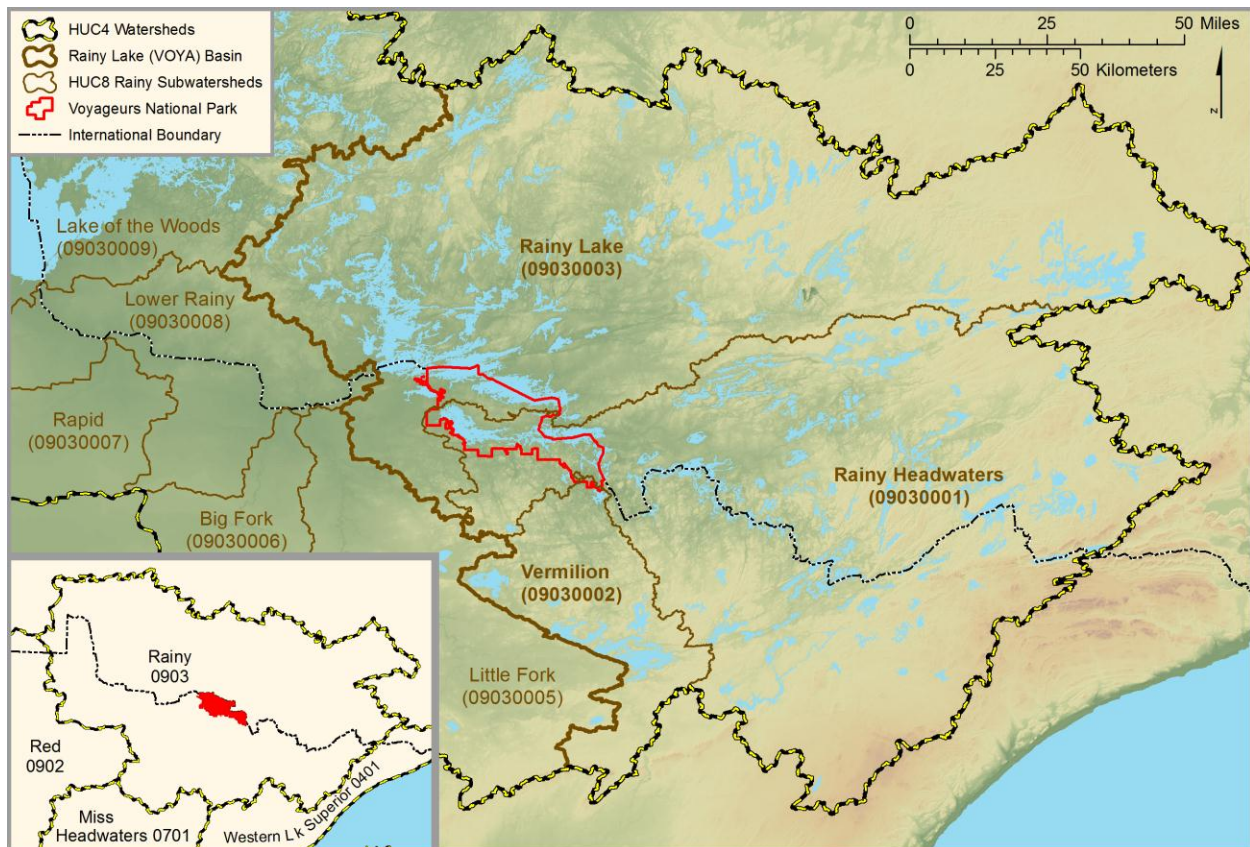 HUC4 Watersheds
Rainy Lake (VOYA) Basin
HUC8 Rainy Subwatersheds
Voyageurs National Park
International Boundary
0 25 50 Miles
0 25 50 Kilometers
N
Lake of the Woods
(09030009)
Rainy Lake
(09030003)
Lower Rainy
(09030008)
Rapid
(09030007)
Rainy Headwaters
(09030001)
Big Fork
(09030006)
Vermilion
(09030002)
Little Fork
(09030005)
Rainy
0903
Red
0902
Miss
Headwaters 0701
Western Lk Superior 0401